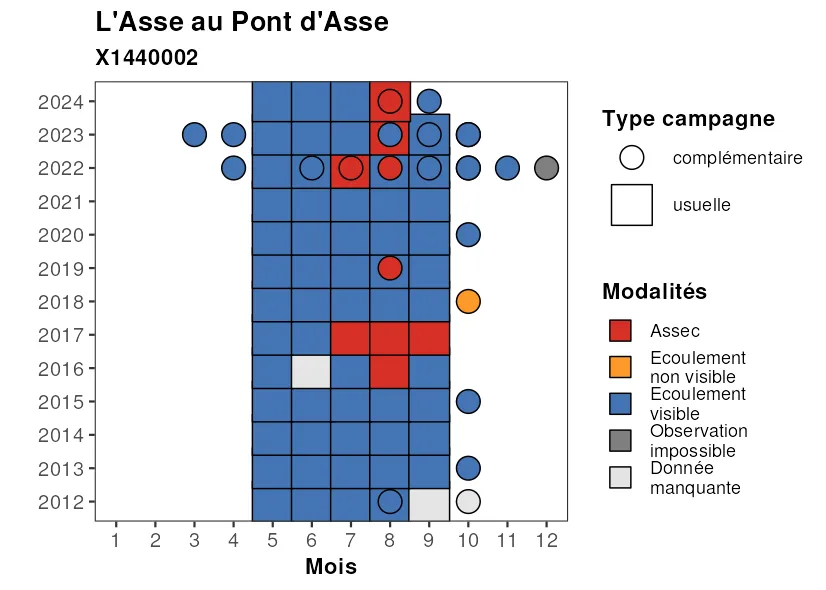 L'Asse au Pont d'Asse
X1440002
2024
2023
2022
2021
2020
2019
2018
2017
2016
2015
2014
2013
2012
1 2 3 4 5 6 7 8 9 10 11 12
Mois
Type campagne
complémentaire
usuelle
Modalités
Assec
Ecoulement
non visible
Ecoulement
visible
Observation
impossible
Donnée
manquante